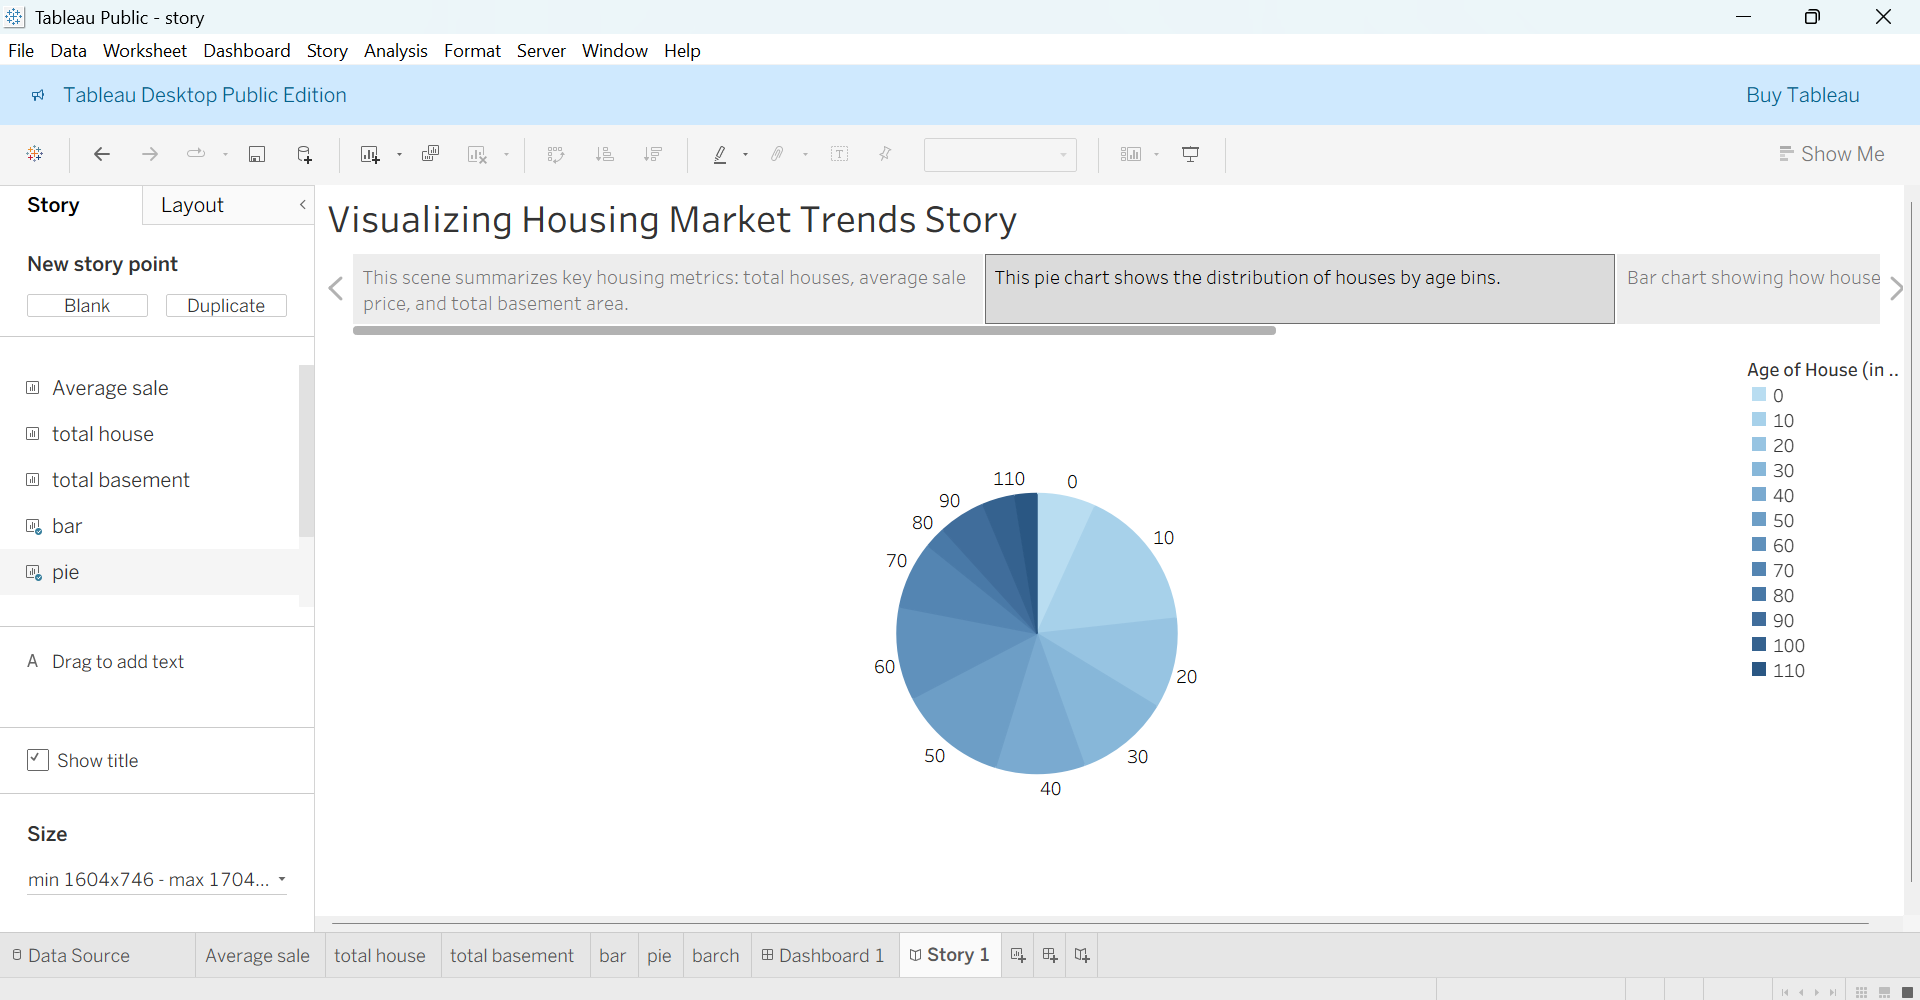 Tableau Public - story
File Data Worksheet Dashboard Story Analysis Format Server Window Help
Tableau Desktop Public Edition
Buy Tableau
Show Me
Story
Layout
New story point
Blank
Duplicate
Average sale
total house
total basement
bar
pie
A Drag to add text
Show title
Size
min 1604x746 - max 1704...
Visualizing Housing Market Trends Story
This scene summarizes key housing metrics: total houses, average sale
price, and total basement area.
This pie chart shows the distribution of houses by age bins.
Bar chart showing how house
110
0
90
80
10
70
60
20
50
30
40
Age of House (in ..
0
10
20
30
40
50
60
70
80
90
100
110
Data Source
Average sale
total house
total basement
bar
pie
barch
Dashboard 1
Story 1